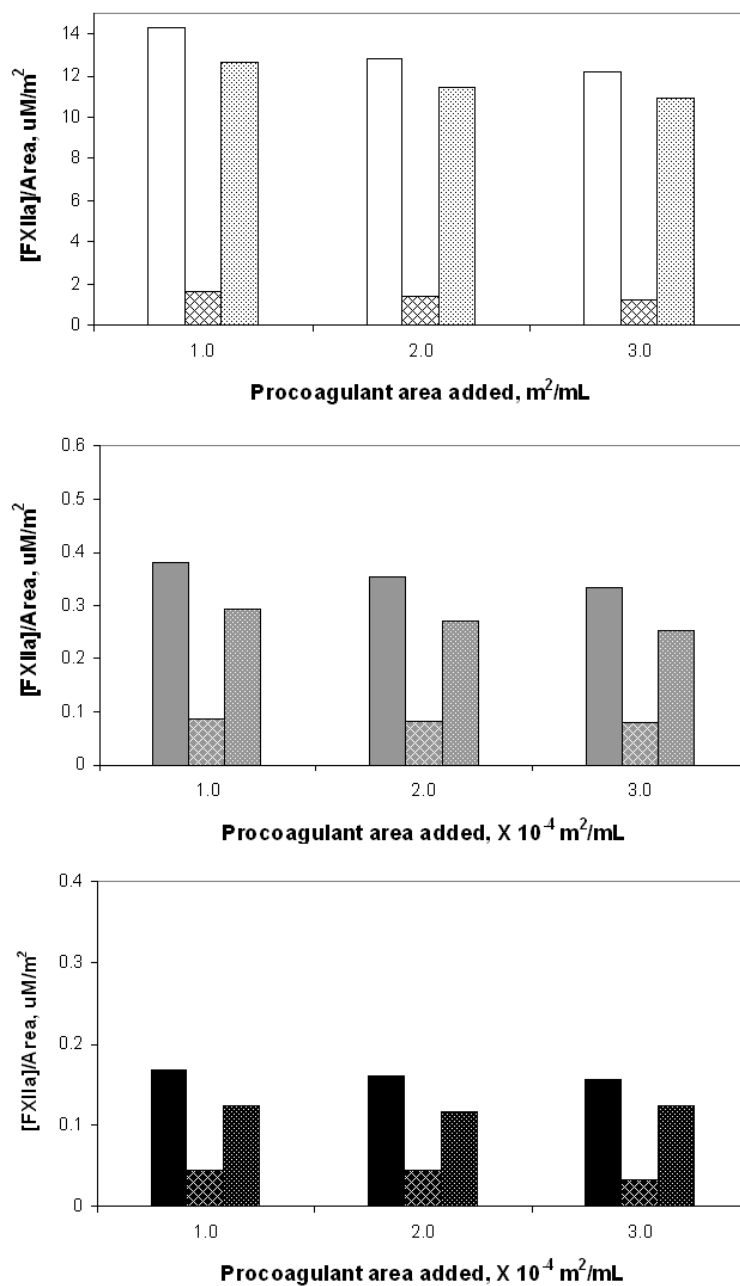 14
12
10
8
6
4
2
0
[FXIIa]/Area, uM/m²
1.0 2.0 3.0
Procoagulant area added, m²/mL
0.6
0.5
0.4
0.3
0.2
0.1
0
[FXIIa]/Area, uM/m²
1.0 2.0 3.0
Procoagulant area added, X 10⁻⁴ m²/mL
0.4
0.3
0.2
0.1
0
[FXIIa]/Area, uM/m²
1.0 2.0 3.0
Procoagulant area added, X 10⁻⁴ m²/mL